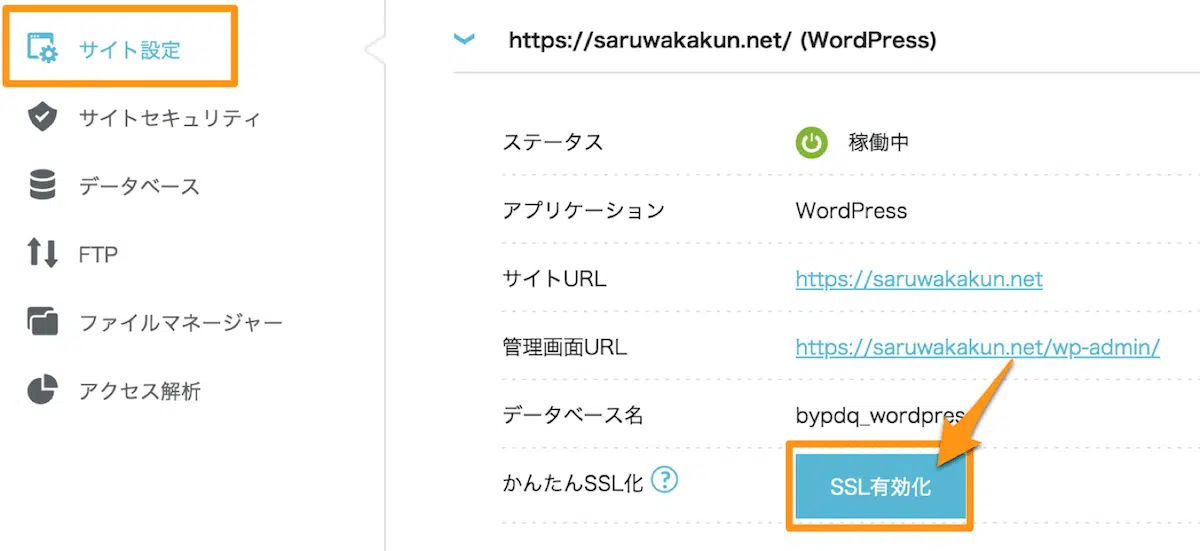 サイト設定
サイトセキュリティ
データベース
FTP
ファイルマネージャー
アクセス解析
https://saruwakakun.net/ (WordPress)
ステータス 稼働中
アプリケーション WordPress
サイトURL https://saruwakakun.net
管理画面URL https://saruwakakun.net/wp-admin/
データベース名 bypdq_wordpres
かんたんSSL化 ? SSL有効化